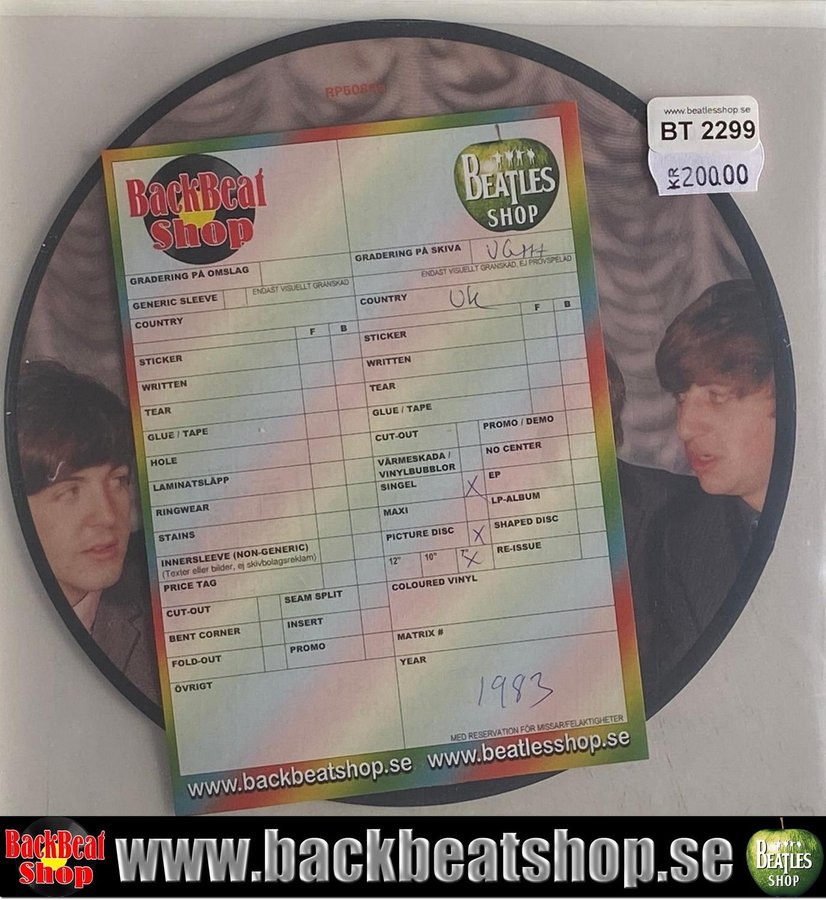 RP50
www.beatlesshop.se
BT 2299
KR200.00
BackBeat
Shop
BEATLES
SHOP
GRADERING PÅ OMSLAG
ENDAST VISUELLT GRANSKAD
GENERIC SLEEVE
COUNTRY
F B
STICKER
WRITTEN
TEAR
GLUE / TAPE
HOLE
LAMINATSLÄPP
RINGWEAR
STAINS
INNERSLEEVE (NON-GENERIC)
(Texter eller bilder, ej skivbolagsreklam)
PRICE TAG
CUT-OUT SEAM SPLIT
BENT CORNER INSERT
FOLD-OUT PROMO
ÖVRIGT
GRADERING PÅ SKIVA VG++
ENDAST VISUELLT GRANSKAD, EJ PROVSPELAD
COUNTRY UK
F B
STICKER
WRITTEN
TEAR
GLUE / TAPE
CUT-OUT PROMO / DEMO
VÄRMESKADA /
VINYLBUBBLOR NO CENTER
SINGEL X EP
MAXI LP-ALBUM
PICTURE DISC X SHAPED DISC
12" 10" 7" X RE-ISSUE
COLOURED VINYL
MATRIX #
YEAR
1983
MED RESERVATION FÖR MISSAR/FELAKTIGHETER
www.backbeatshop.se www.beatlesshop.se
BackBeat
Shop
www.backbeatshop.se
BEATLES
SHOP